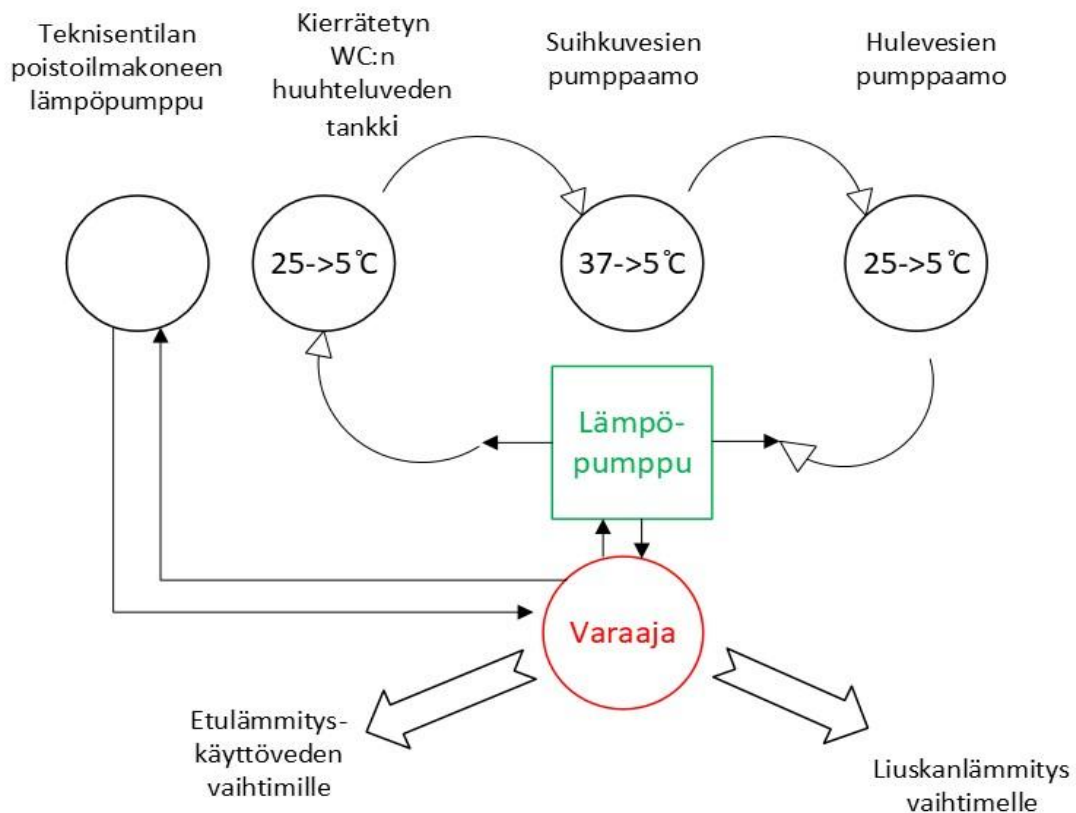 Teknisentilan
poistoilmakoneen
lämpöpumppu
Kierrätetyn
WC:n
huuhteluveden
tankki
Suihkuvesien
pumppaamo
Hulevesien
pumppaamo
25->5℃
37->5℃
25->5℃
Lämpö-
pumppu
Varaaja
Etulämmitys-
käyttöveden
vaihtimille
Liuskanlämmitys
vaihtimelle